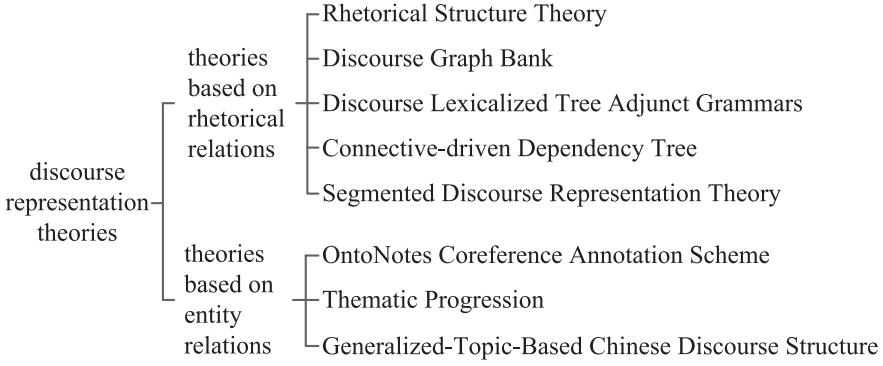 discourse
representation
theories
theories
based on
rhetorical
relations
Rhetorical Structure Theory
Discourse Graph Bank
Discourse Lexicalized Tree Adjunct Grammars
Connective-driven Dependency Tree
Segmented Discourse Representation Theory
theories
based on
entity
relations
OntoNotes Coreference Annotation Scheme
Thematic Progression
Generalized-Topic-Based Chinese Discourse Structure